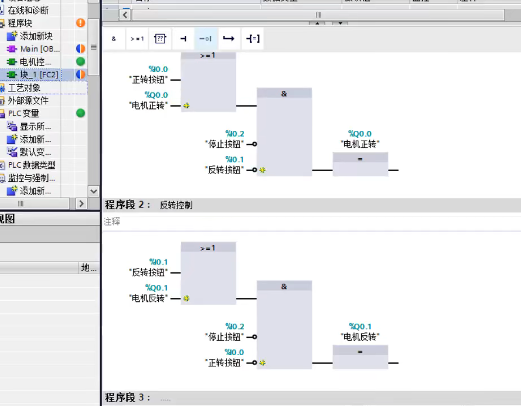 在线和诊断
程序块
添加新块
Main [OB...
电机控...
块_1 [FC2]
工艺对象
外部源文件
PLC变量
显示所...
添加新...
默认变...
PLC数据类型
监控与强制...
添加新...
视图
地...
& >=1 [??] [=]
>=1
%I0.0
"正转按钮"
%Q0.0
"电机正转"
&
%I0.2
"停止按钮"
%I0.1
"反转按钮"
%Q0.0
"电机正转"
=
程序段 2： 反转控制
注释
>=1
%I0.1
"反转按钮"
%Q0.1
"电机反转"
&
%I0.2
"停止按钮"
%I0.0
"正转按钮"
%Q0.1
"电机反转"
=
程序段 3： ......